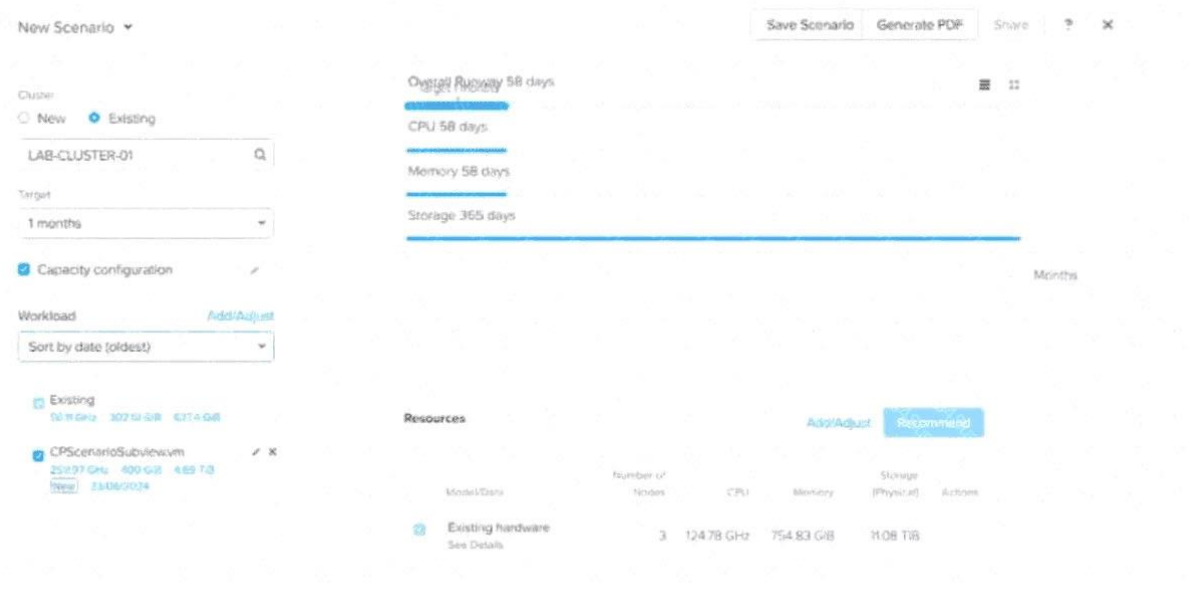 New Scenario
Save Scenario
Generate PDF
Share
?
Cluster
New
Existing
LAB-CLUSTER-01
Target
1 months
Capacity configuration
Workload
Add/Adjust
Sort by date (oldest)
Existing
CPScenarioSubview.vm
400 GiB
New
Overall Runway 58 days
CPU 58 days
Memory 58 days
Storage 365 days
Months
Resources
Add/Adjust
Recommend
Model/Date
Number of
Nodes
CPU
Memory
Storage
(Physical)
Actions
Existing hardware
See Details
3
124.78 GHz
754.83 GiB
11.08 TiB